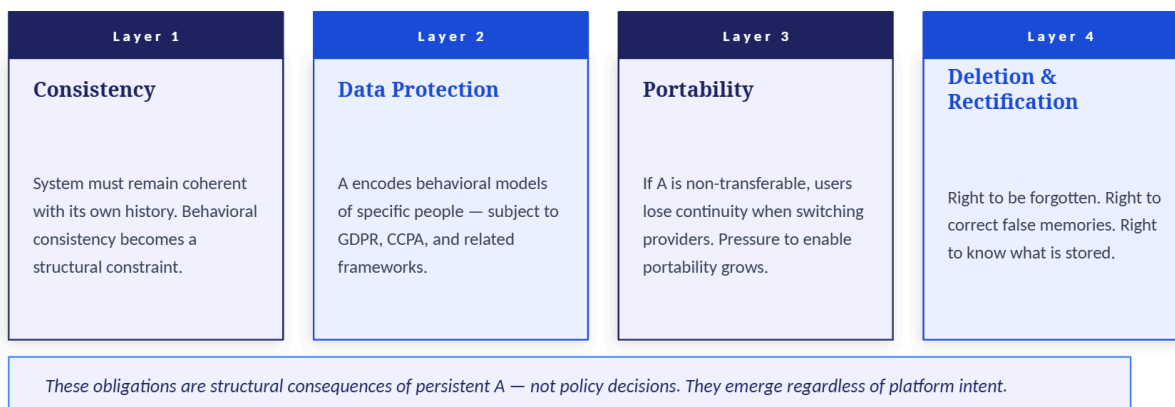 Layer 1
Consistency
System must remain coherent
with its own history. Behavioral
consistency becomes a
structural constraint.
Layer 2
Data Protection
A encodes behavioral models
of specific people — subject to
GDPR, CCPA, and related
frameworks.
Layer 3
Portability
If A is non-transferable, users
lose continuity when switching
providers. Pressure to enable
portability grows.
Layer 4
Deletion &
Rectification
Right to be forgotten. Right to
correct false memories. Right
to know what is stored.
These obligations are structural consequences of persistent A — not policy decisions. They emerge regardless of platform intent.